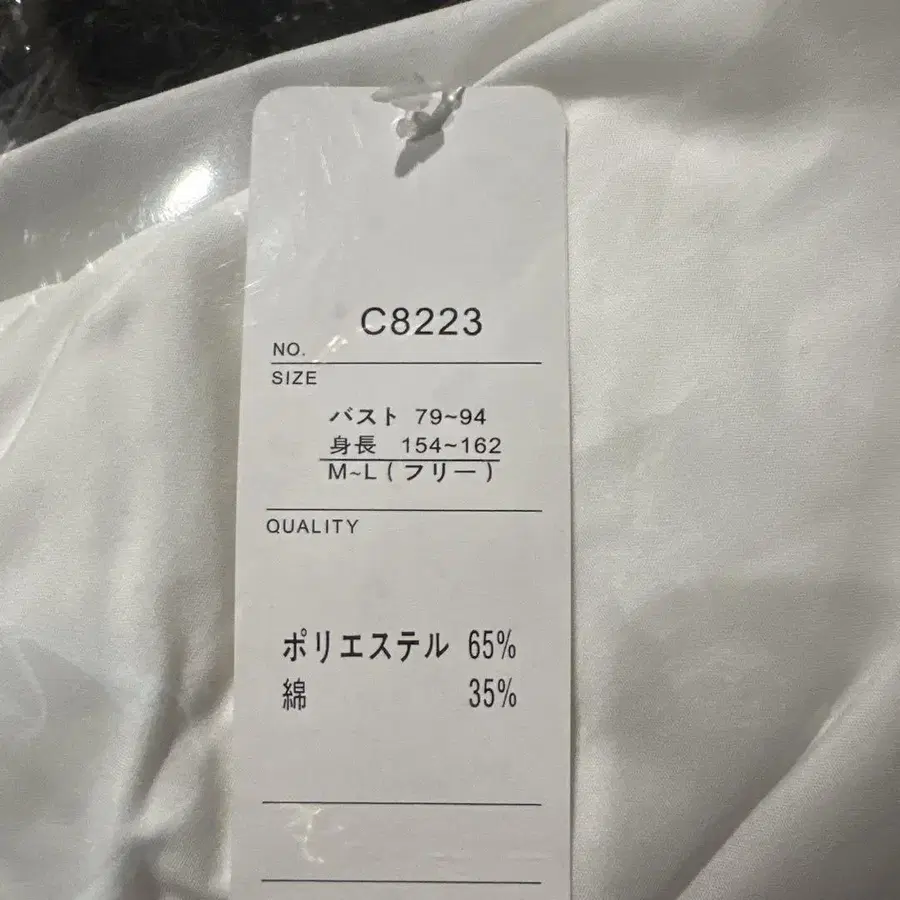 C8223
NO.
SIZE
バスト 79~94
身長 154~162
M~L(フリー)
QUALITY
ポリエステル 65%
綿 35%